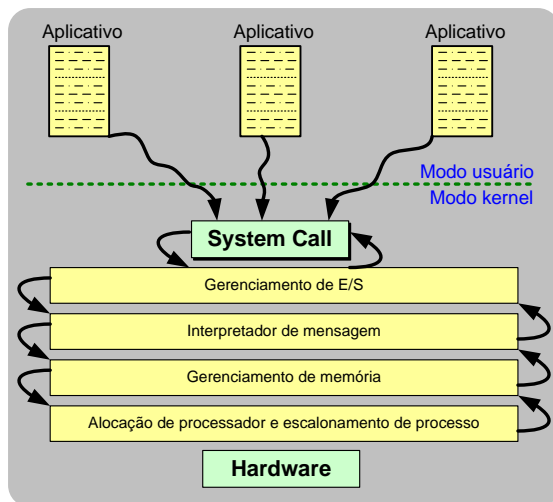 Aplicativo
Aplicativo
Aplicativo
Modo usuário
Modo kernel
System Call
Gerenciamento de E/S
Interpretador de mensagem
Gerenciamento de memória
Alocação de processador e escalonamento de processo
Hardware